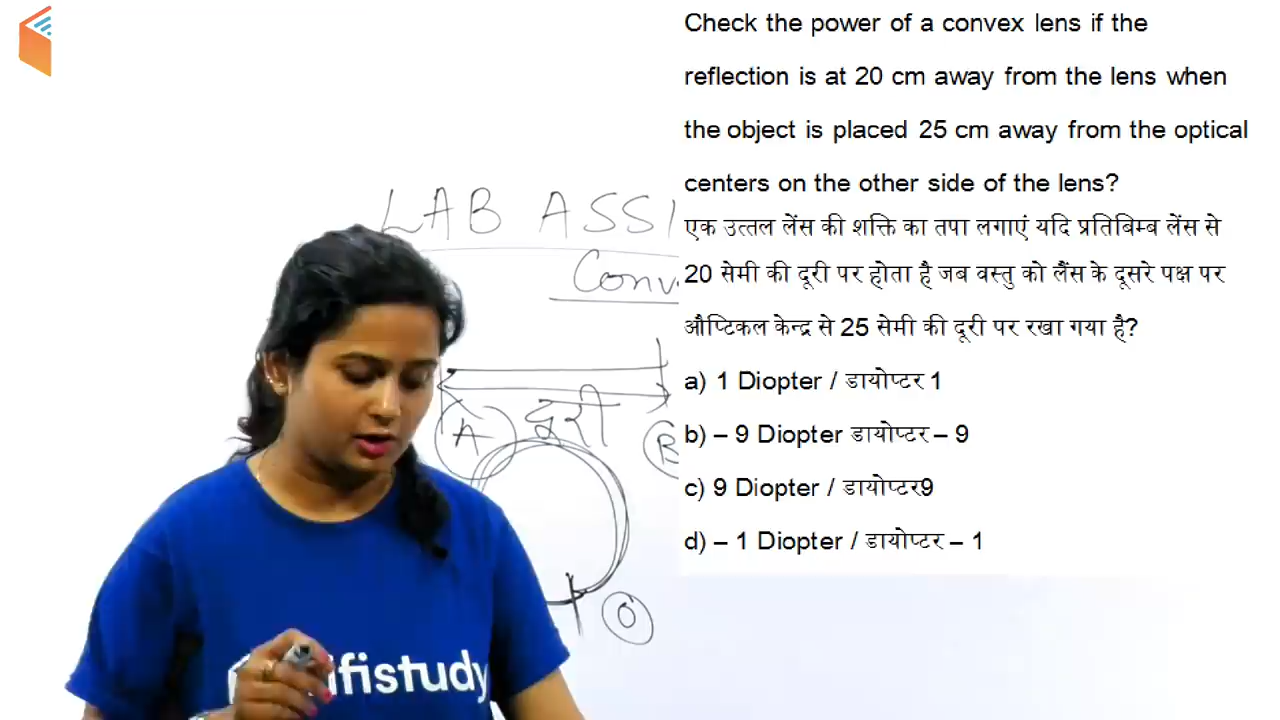 Check the power of a convex lens if the
reflection is at 20 cm away from the lens when
the object is placed 25 cm away from the optical
centers on the other side of the lens?
एक उत्तल लेंस की शक्ति का तपा लगाएं यदि प्रतिबिम्ब लेंस से
20 सेमी की दूरी पर होता है जब वस्तु को लैंस के दूसरे पक्ष पर
औप्टिकल केन्द्र से 25 सेमी की दूरी पर रखा गया है?
a) 1 Diopter / डायोप्टर 1
b) – 9 Diopter डायोप्टर – 9
c) 9 Diopter / डायोप्टर9
d) – 1 Diopter / डायोप्टर – 1
LAB ASSI
Conv
दूरी
A
B
O
ifistudy